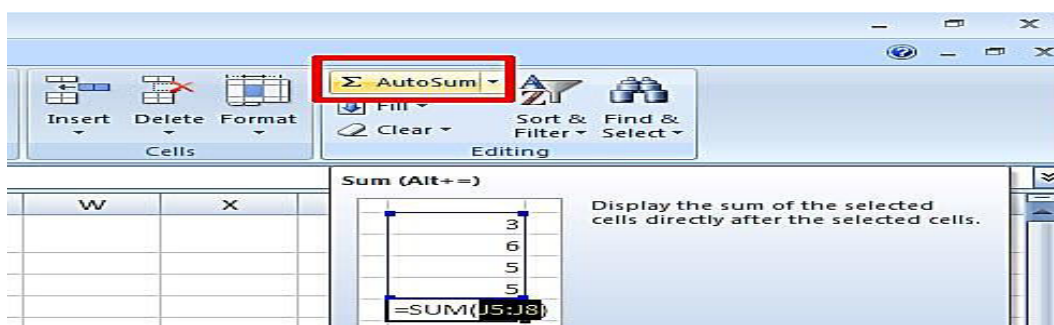 Σ AutoSum
Fill
Clear
Insert Delete Format
Sort & Filter
Find & Select
Cells
Editing
Sum (Alt+=)
W X
Display the sum of the selected
cells directly after the selected cells.
3
6
5
5
=SUM(J5:J8)